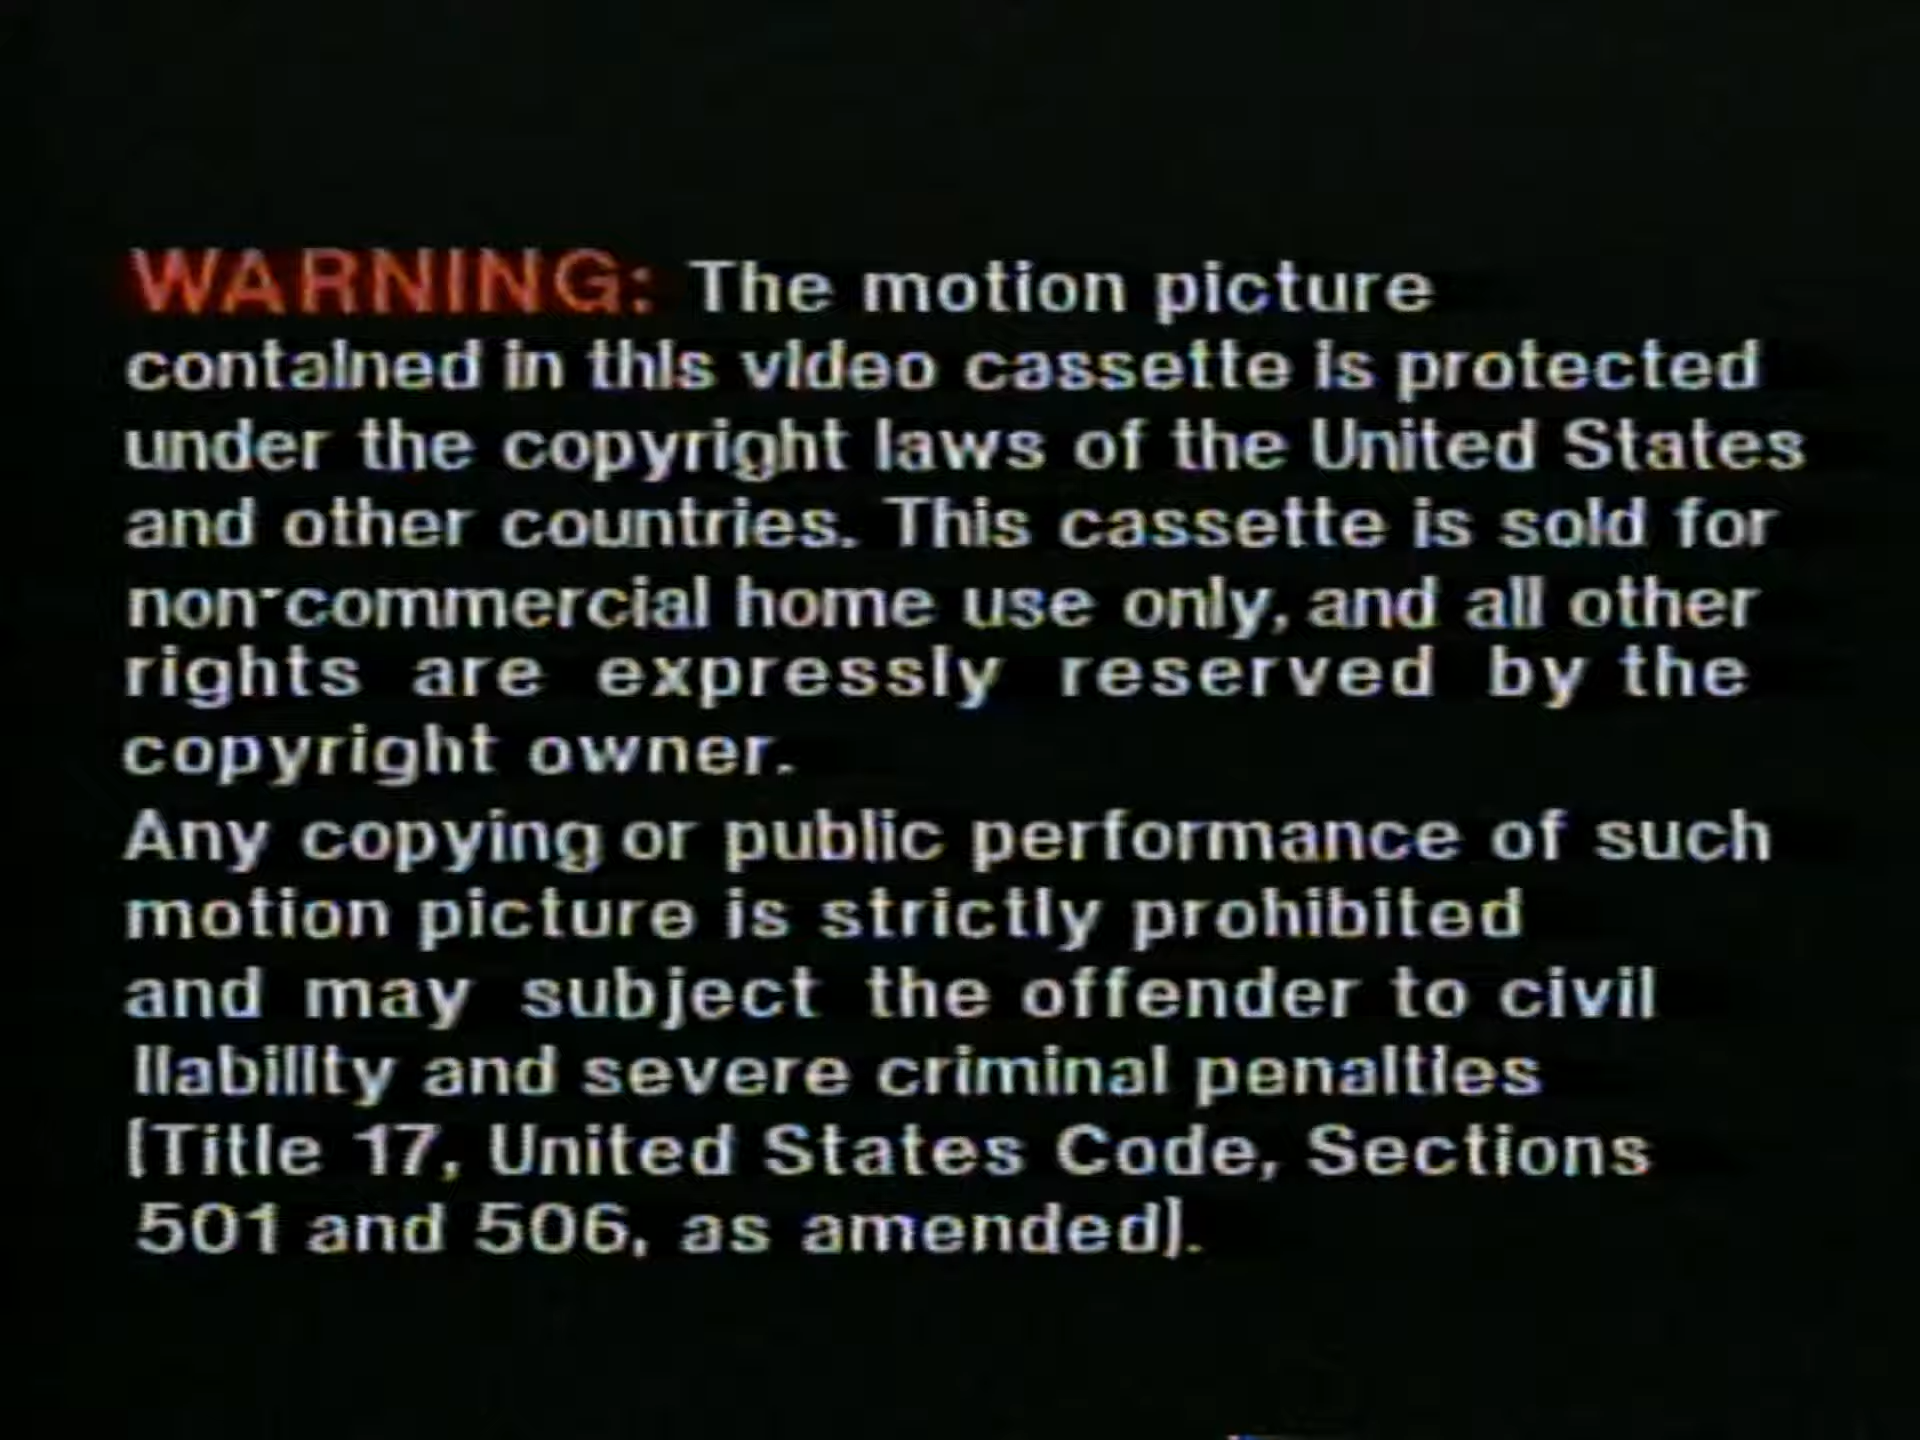 WARNING: The motion picture
contained in this video cassette is protected
under the copyright laws of the United States
and other countries. This cassette is sold for
non-commercial home use only, and all other
rights are expressly reserved by the
copyright owner.
Any copying or public performance of such
motion picture is strictly prohibited
and may subject the offender to civil
liability and severe criminal penalties
[Title 17, United States Code, Sections
501 and 506, as amended].